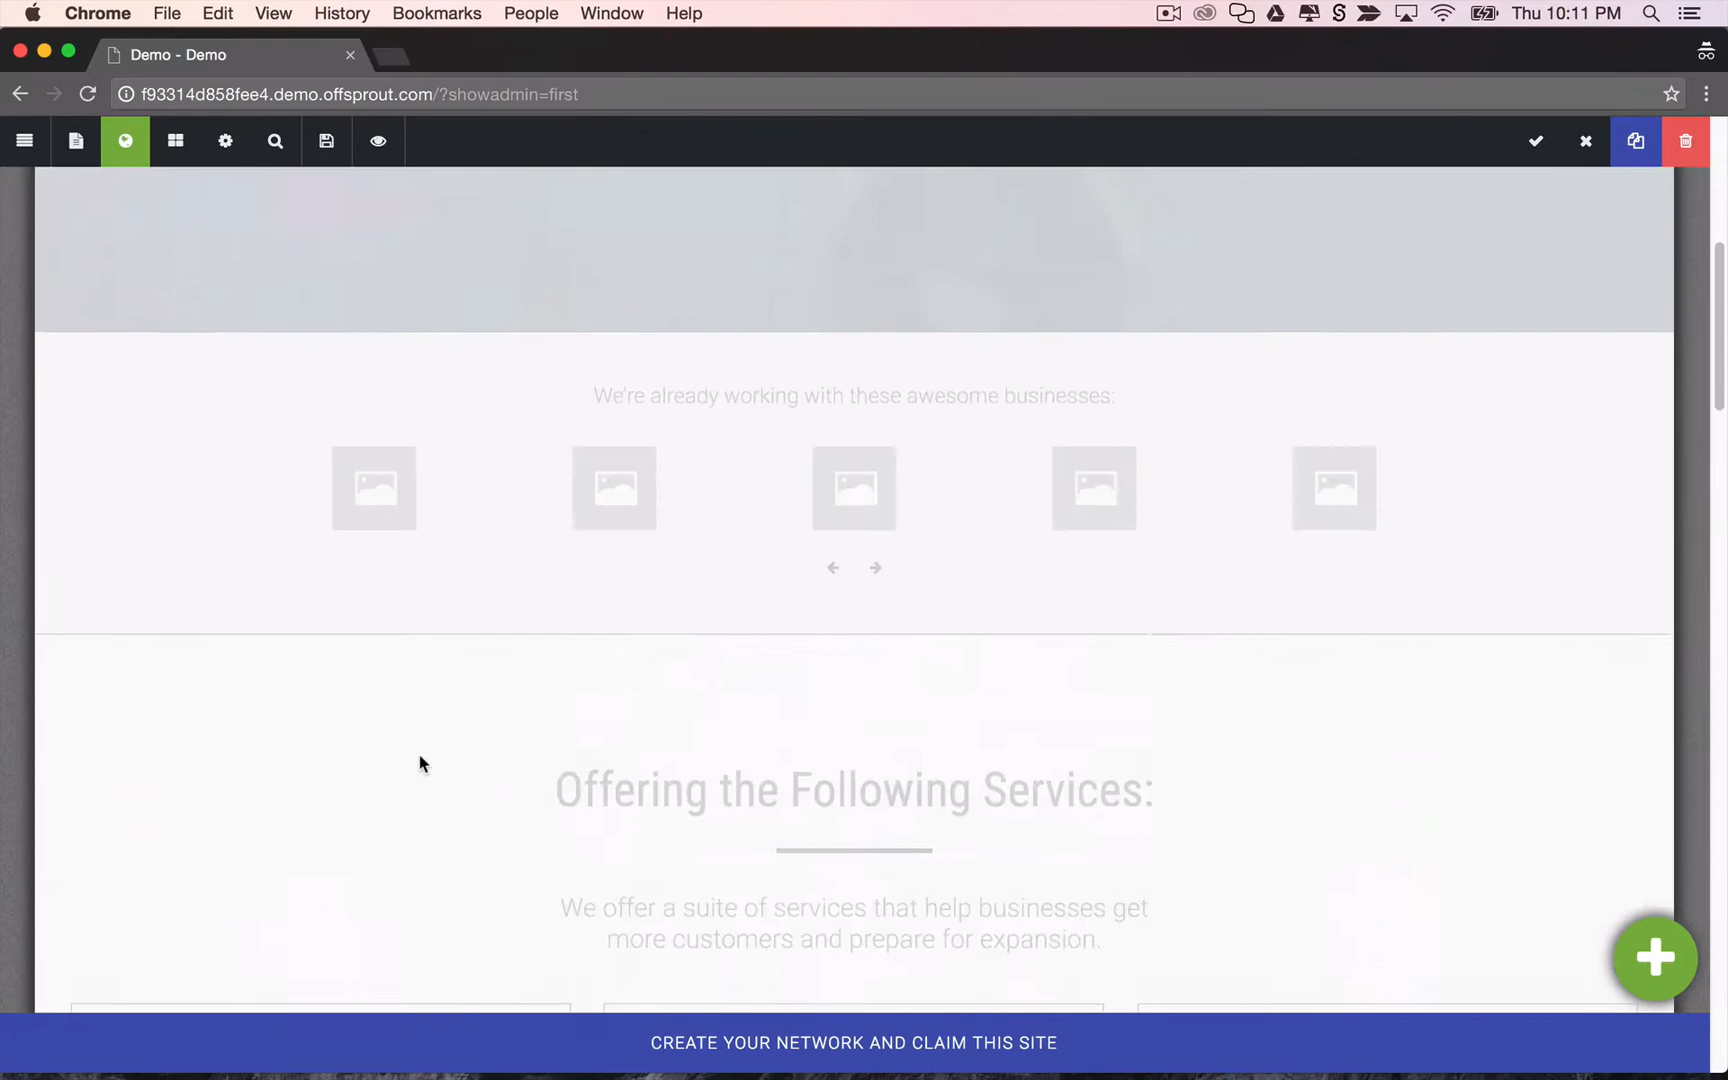 Chrome File Edit View History Bookmarks People Window Help
Thu 10:11 PM
Demo - Demo
f93314d858fee4.demo.offsprout.com/?showadmin=first
We're already working with these awesome businesses:
Offering the Following Services:
We offer a suite of services that help businesses get
more customers and prepare for expansion.
CREATE YOUR NETWORK AND CLAIM THIS SITE